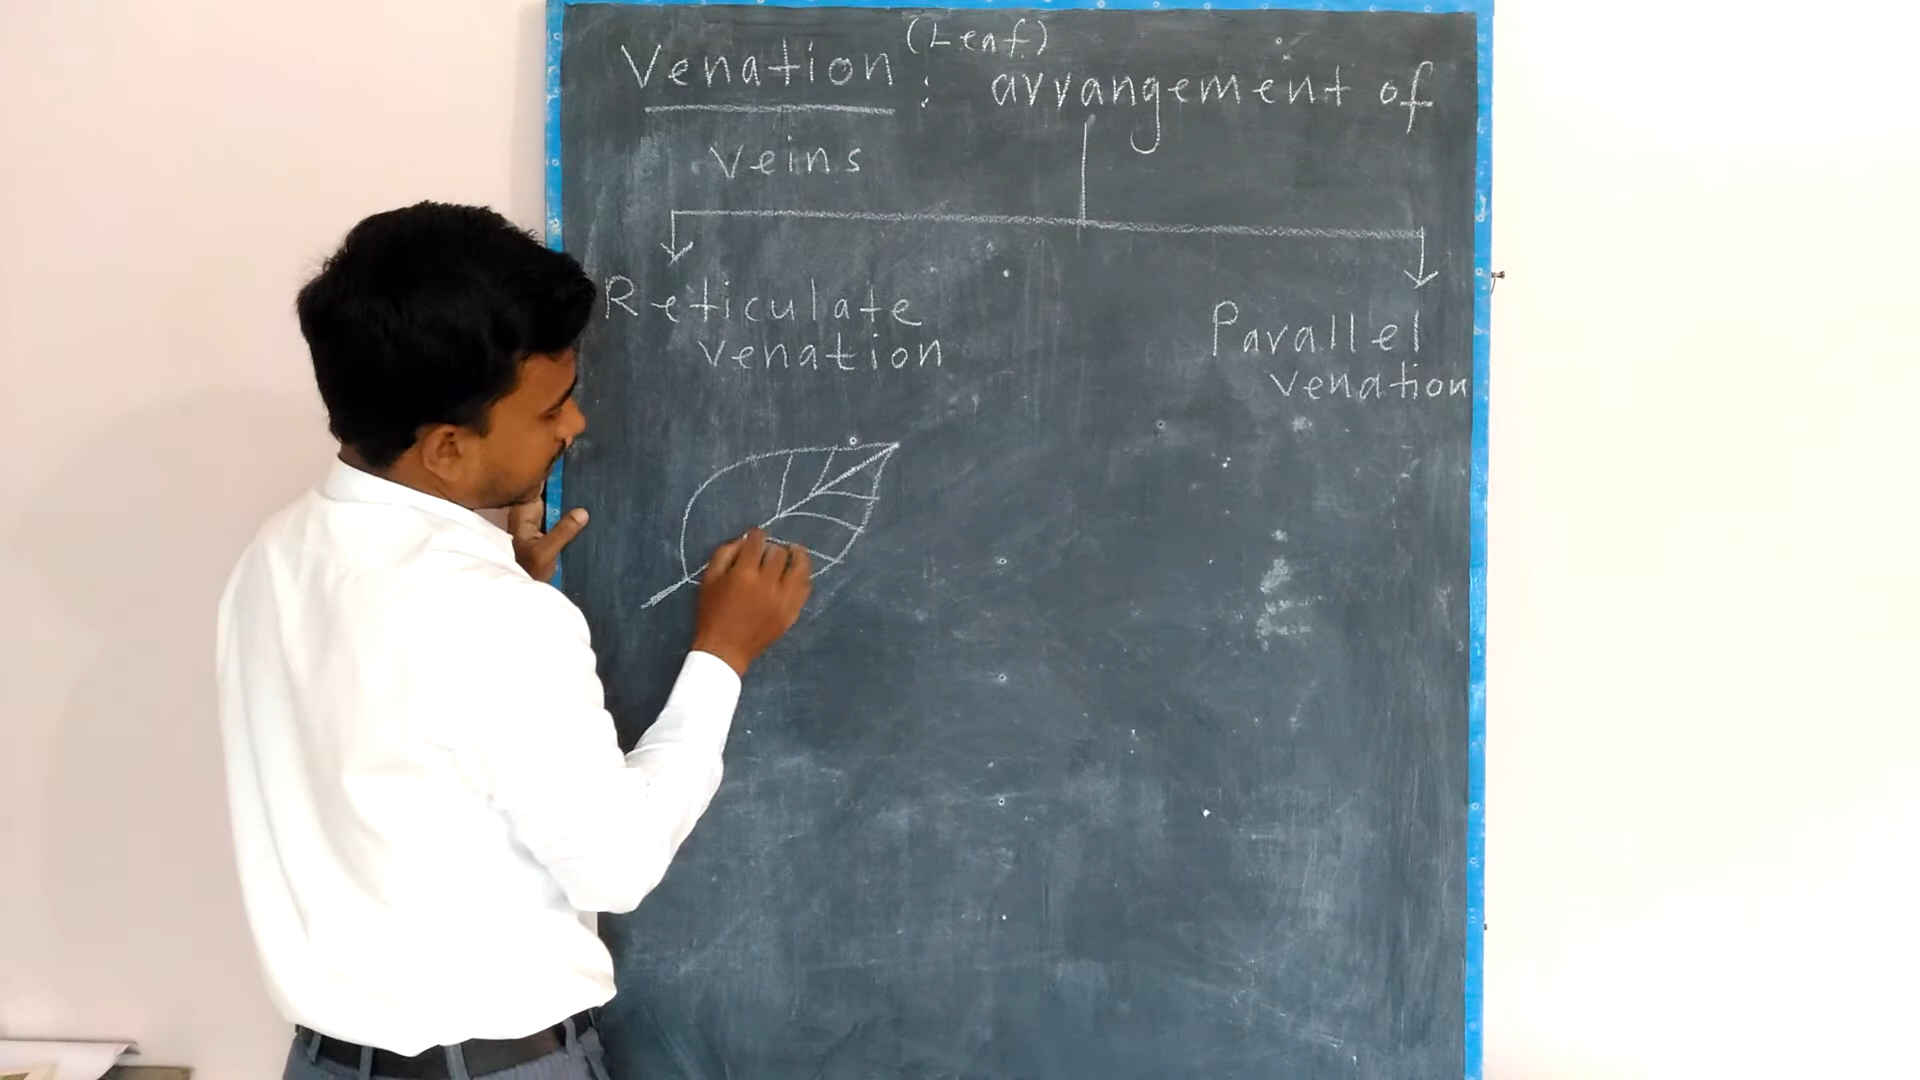 (Leaf)
Venation : arrangement of
veins
Reticulate
venation
Parallel
venation